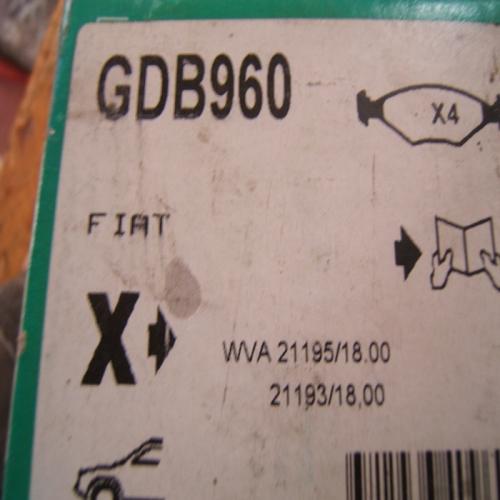 GDB960
X4
FIAT
X
WVA 21195/18.00
21193/18,00